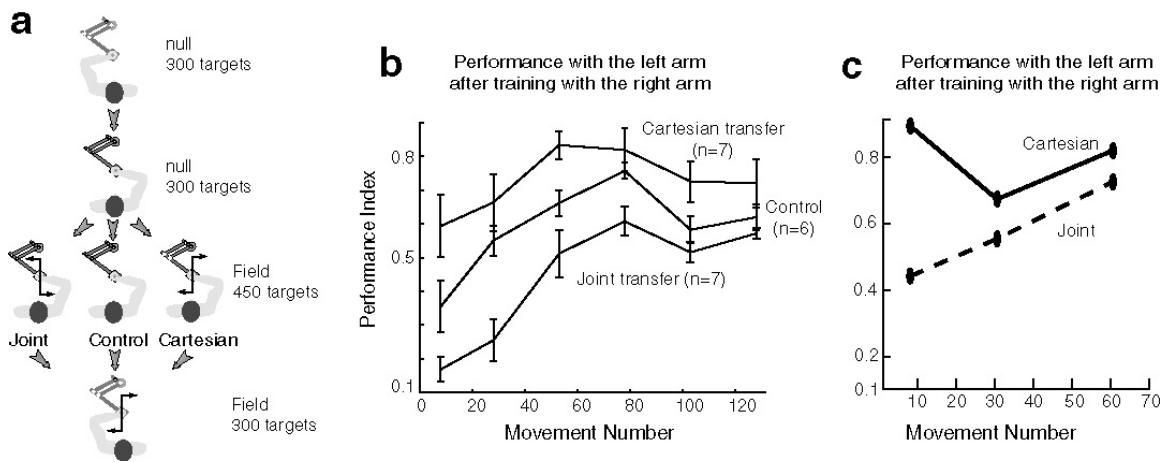 a
null
300 targets
null
300 targets
Field
450 targets
Joint
Control
Cartesian
Field
300 targets
b
Performance with the left arm
after training with the right arm
Performance Index
0.8
0.5
0.1
Cartesian transfer
(n=7)
Control
(n=6)
Joint transfer (n=7)
0 20 40 60 80 100 120
Movement Number
c
Performance with the left arm
after training with the right arm
0.8
0.6
0.4
0.2
0.1
Cartesian
Joint
10 20 30 40 50 60 70
Movement Number